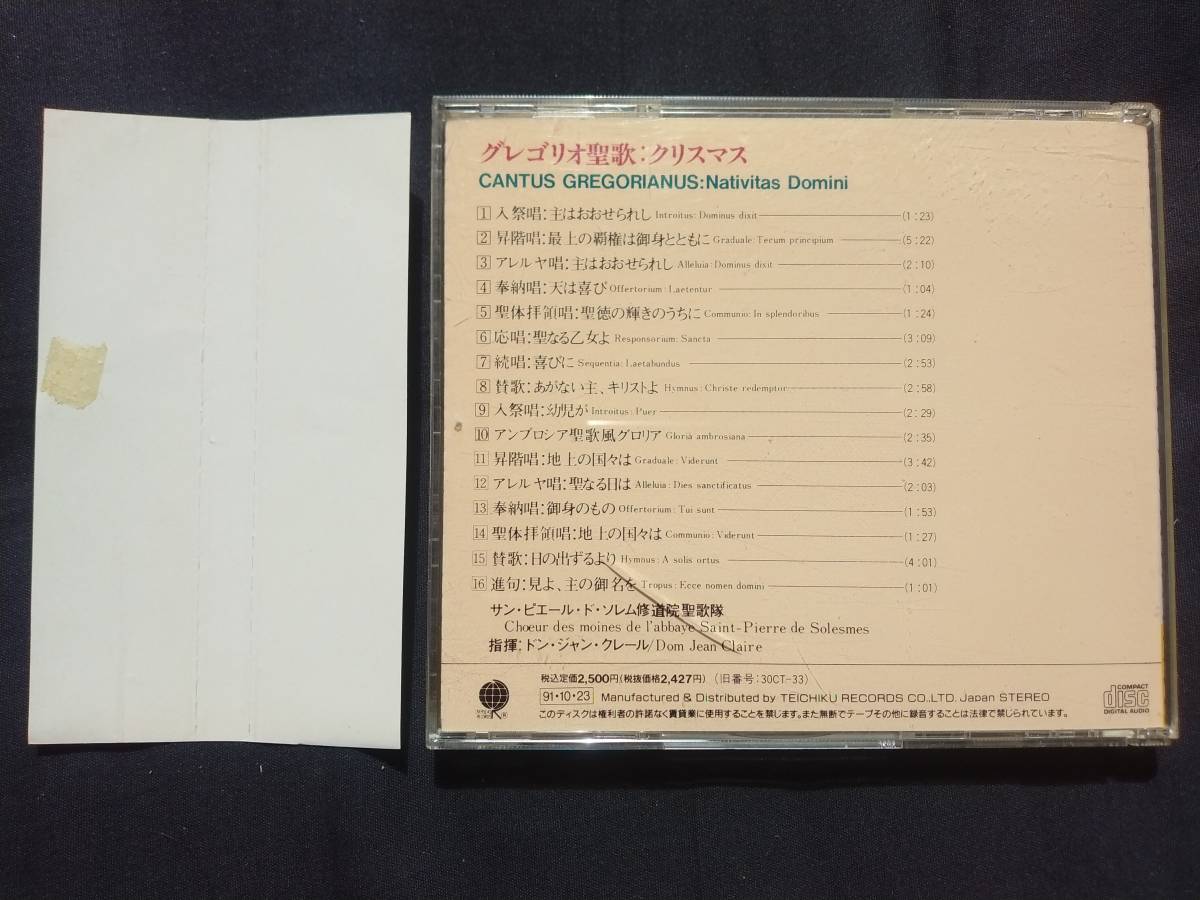 グレゴリオ聖歌:クリスマス
CANTUS GREGORIANUS:Nativitas Domini
1 入祭唱:主はおおせられし Introitus: Dominus dixit (1:23)
2 昇階唱:最上の覇権は御身とともに Graduale: Tecum principium (5:22)
3 アレルヤ唱:主はおおせられし Alleluia: Dominus dixit (2:10)
4 奉納唱:天は喜び Offertorium: Laetentur (1:04)
5 聖体拝領唱:聖徳の輝きのうちに Communio: In splendoribus (1:24)
6 応唱:聖なる乙女よ Responsorium: Sancta (3:09)
7 続唱:喜びに Sequentia: Laetabundus (2:53)
8 賛歌:あがない主、キリストよ Hymnus: Christe redemptor (2:58)
9 入祭唱:幼児が Introitus: Puer (2:29)
10 アンブロシア聖歌風グロリア Gloria ambrosiana (2:35)
11 昇階唱:地上の国々は Graduale: Viderunt (3:42)
12 アレルヤ唱:聖なる日は Alleluia: Dies sanctificatus (2:03)
13 奉納唱:御身のもの Offertorium: Tui sunt (1:53)
14 聖体拝領唱:地上の国々は Communio: Viderunt (1:27)
15 賛歌:日の出ずるより Hymnus: A solis ortus (4:01)
16 進句:見よ、主の御名を Tropus: Ecce nomen domini (1:01)
サン・ピエール・ド・ソレム修道院聖歌隊
Chœur des moines de l'abbaye Saint-Pierre de Solesmes
指揮:ドン・ジャン・クレール/Dom Jean Claire
税込定価2,500円(税抜価格2,427円) (旧番号:30CT-33)
91・10・23 Manufactured & Distributed by TEICHIKU RECORDS CO.,LTD. Japan STEREO
このディスクは権利者の許諾なく賃貸業に使用することを禁じます。また無断でテープその他に録音することは法律で禁じられています。
COMPACT
disc
DIGITAL AUDIO